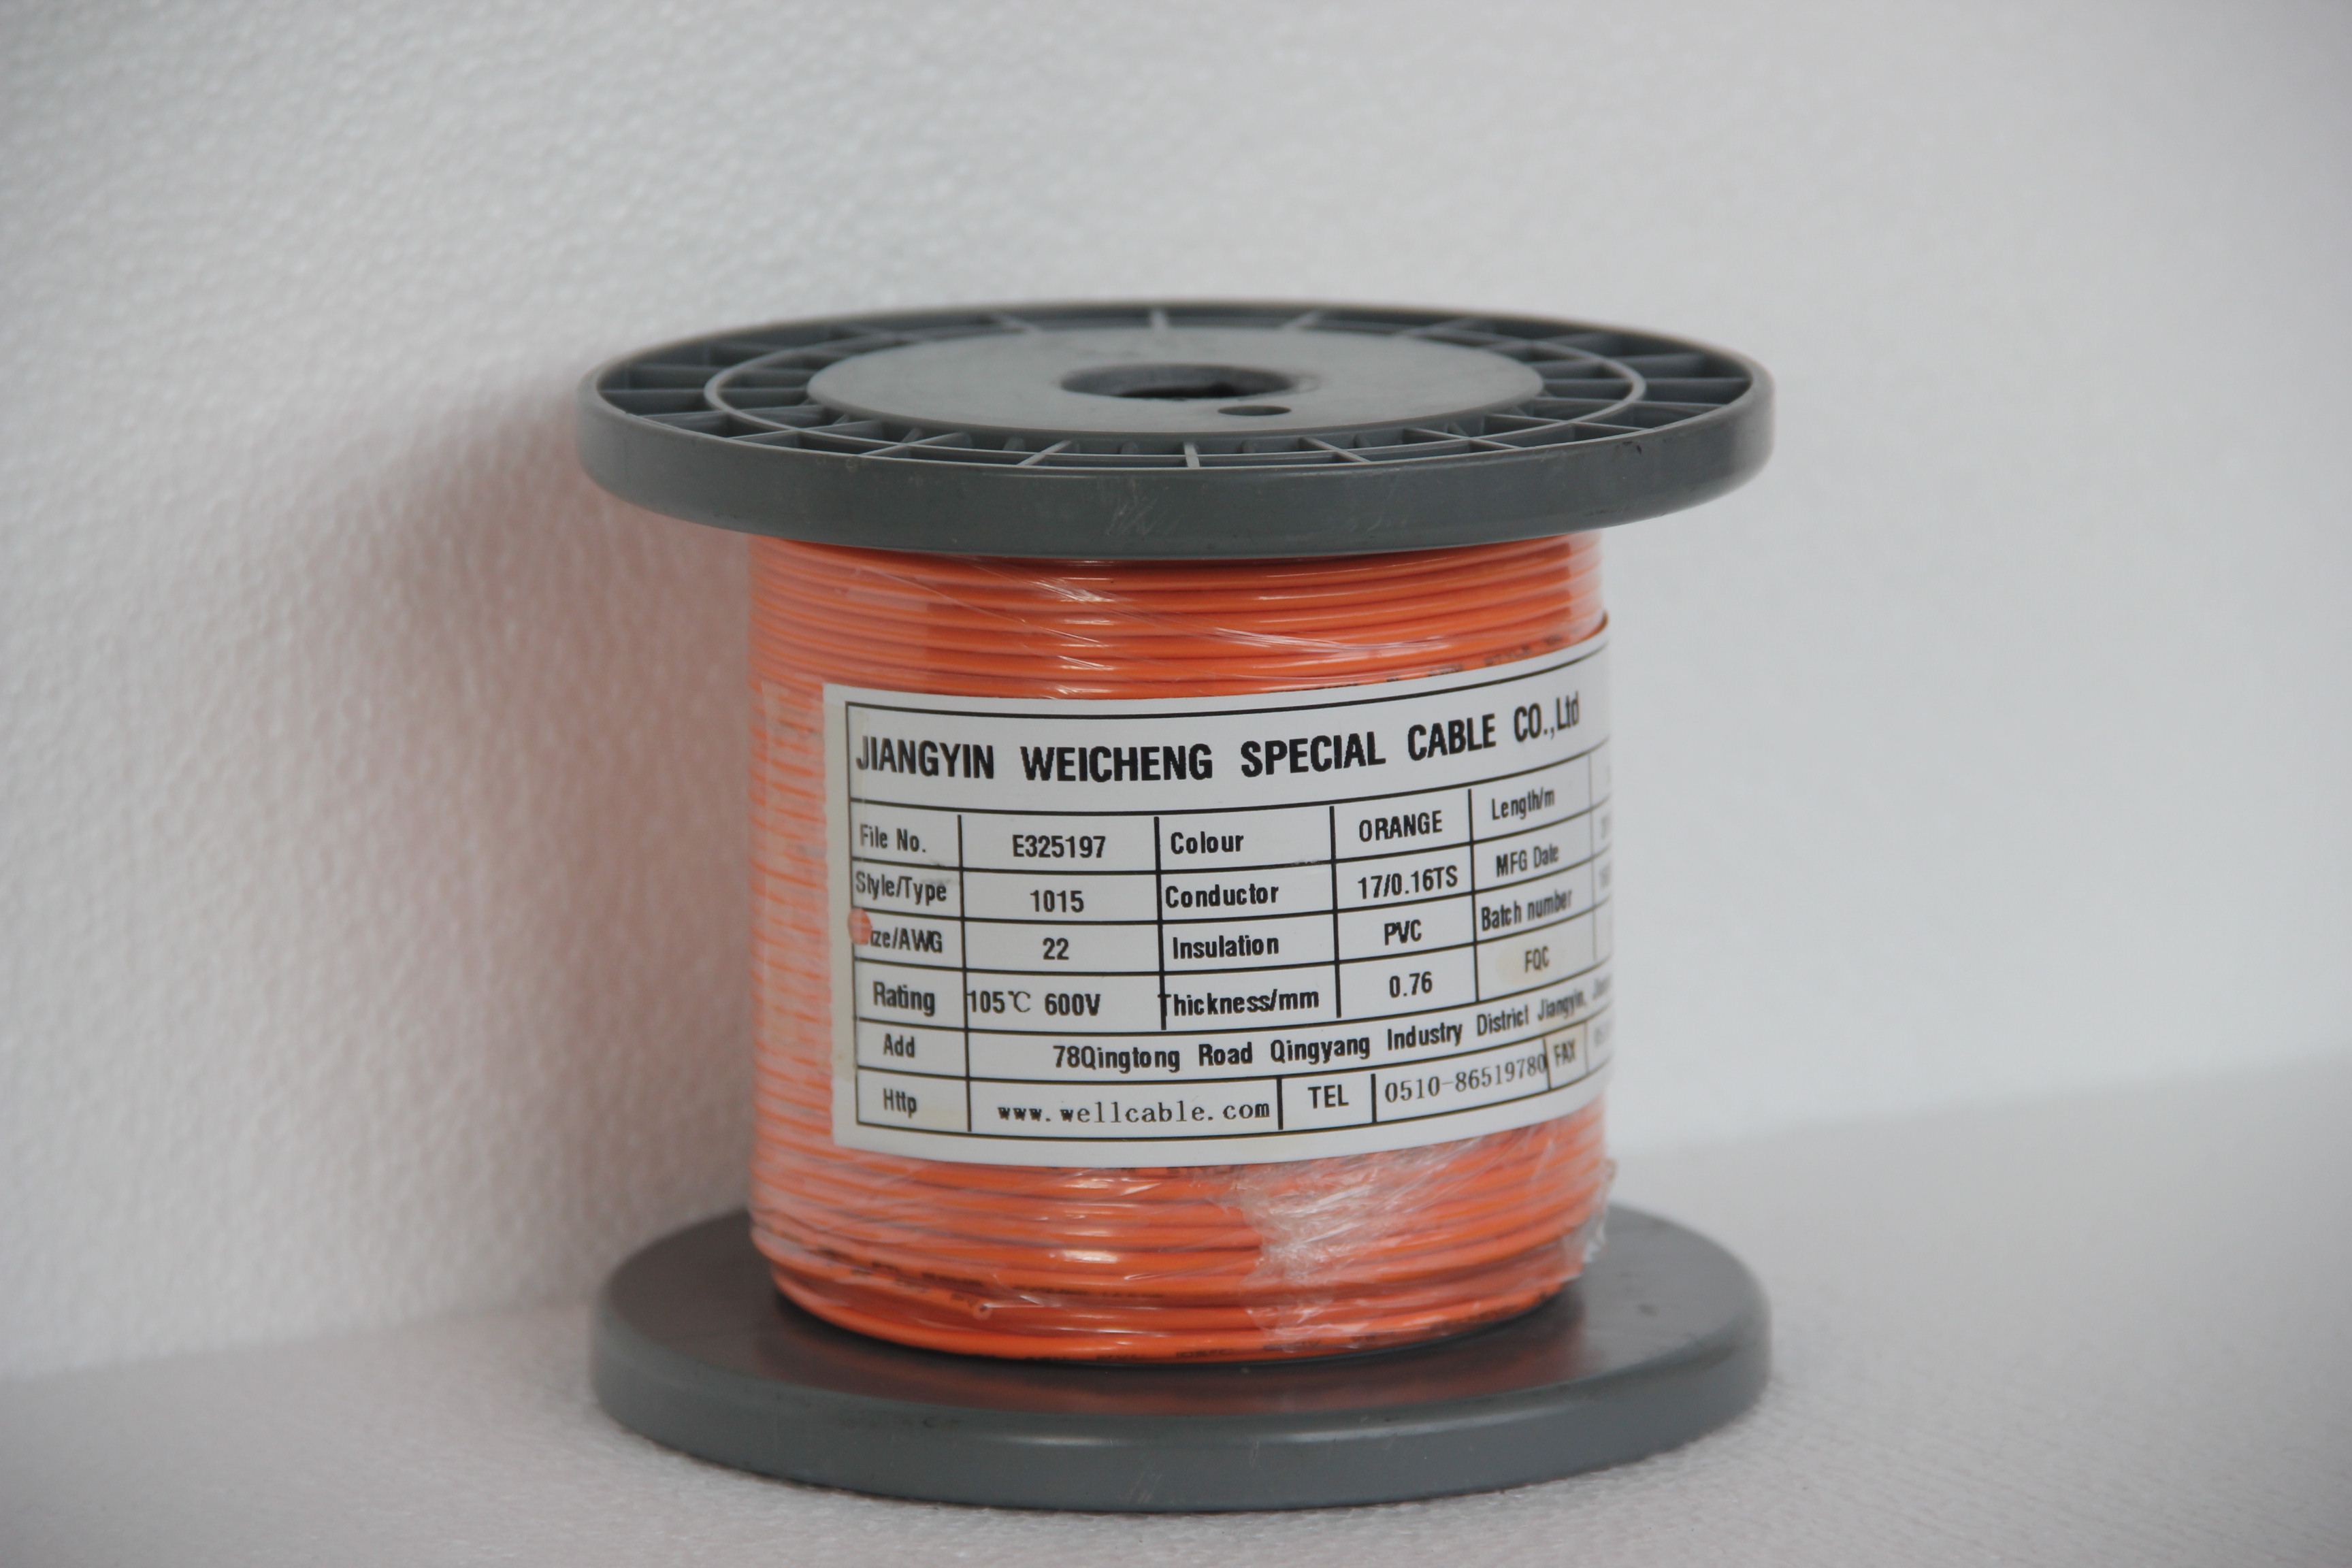 JIANGYIN WEICHENG SPECIAL CABLE CO.,Ltd
File No. E325197 Colour ORANGE Length/m
Style/Type 1015 Conductor 17/0.16TS MFG Date
Size/AWG 22 Insulation PVC Batch number
Rating 105℃ 600V Thickness/mm 0.76 FQC
Add 78Qingtong Road Qingyang Industry District Jiangyin,
Http www.wellcable.com TEL 0510-86519780 FAX